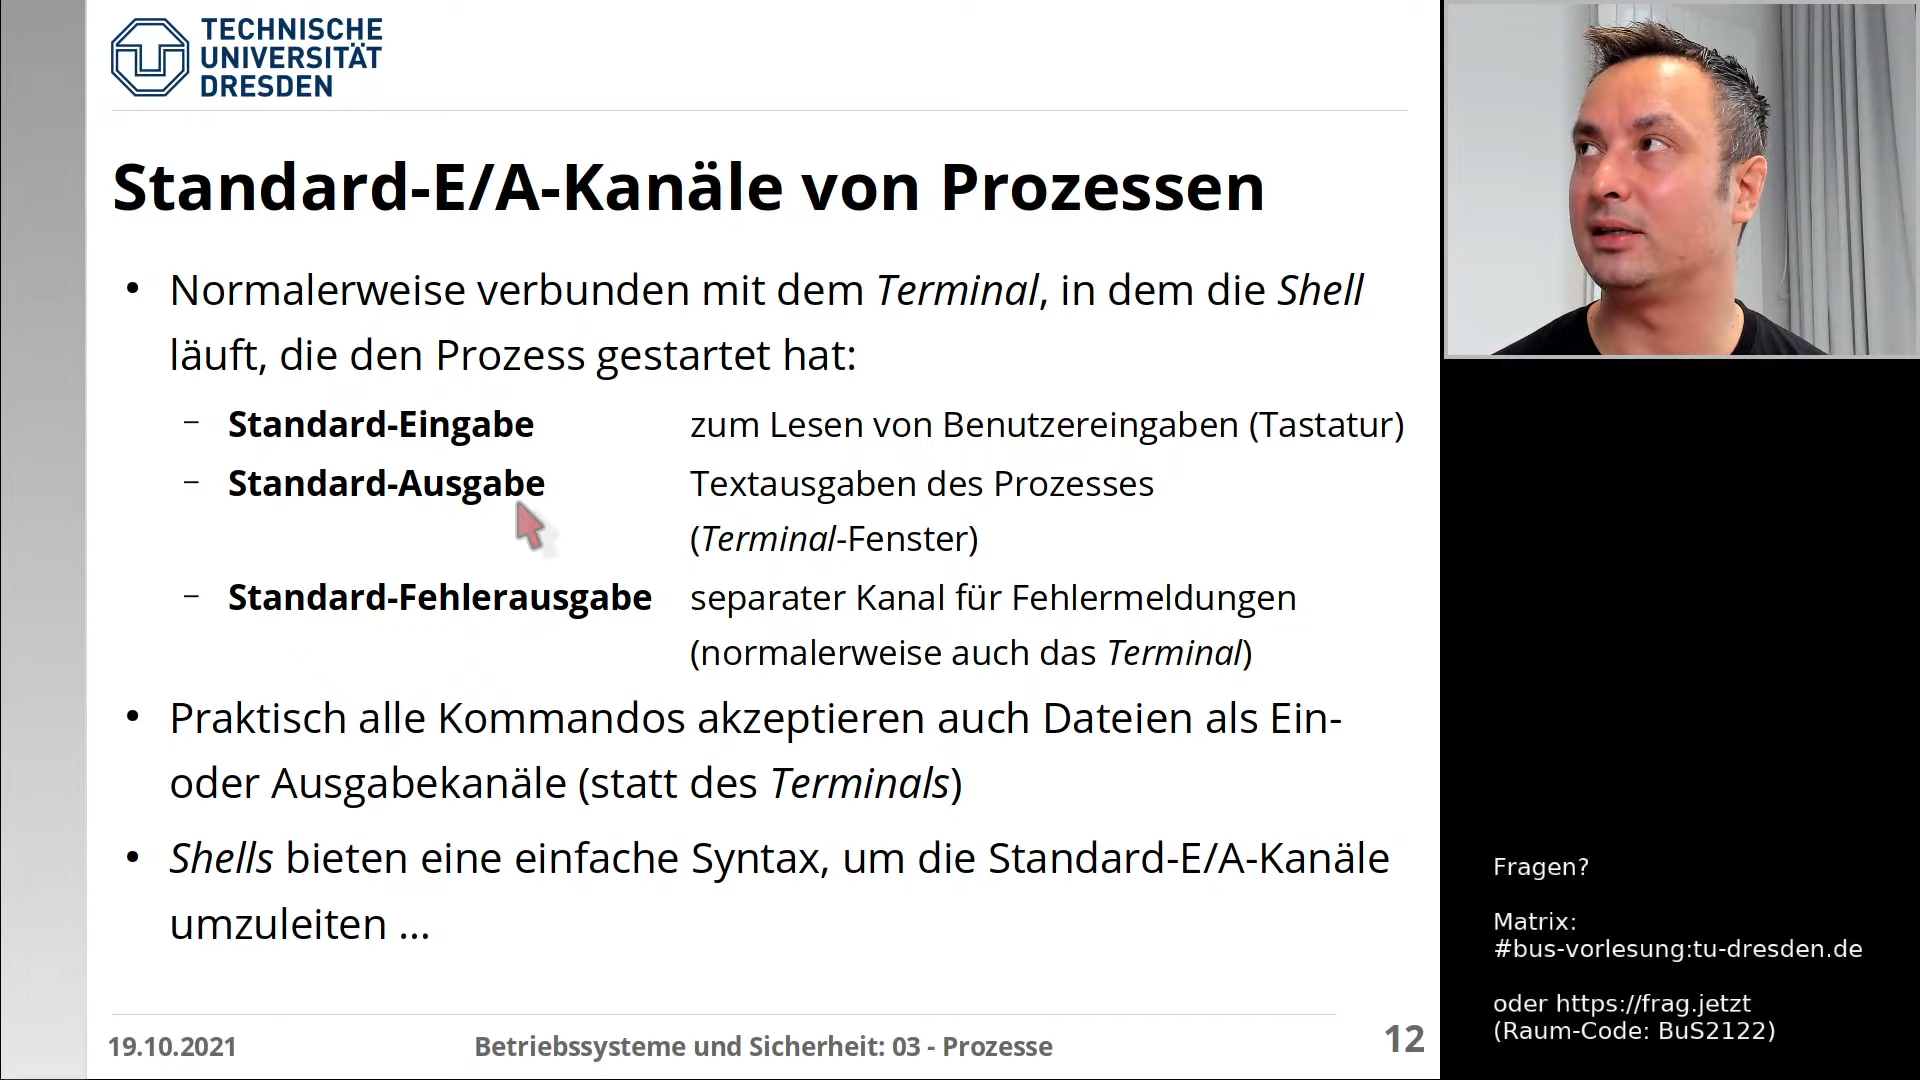 TECHNISCHE
UNIVERSITÄT
DRESDEN
Standard-E/A-Kanäle von Prozessen
• Normalerweise verbunden mit dem Terminal, in dem die Shell
läuft, die den Prozess gestartet hat:
– Standard-Eingabe zum Lesen von Benutzereingaben (Tastatur)
– Standard-Ausgabe Textausgaben des Prozesses
(Terminal-Fenster)
– Standard-Fehlerausgabe separater Kanal für Fehlermeldungen
(normalerweise auch das Terminal)
• Praktisch alle Kommandos akzeptieren auch Dateien als Ein-
oder Ausgabekanäle (statt des Terminals)
• Shells bieten eine einfache Syntax, um die Standard-E/A-Kanäle
umzuleiten ...
19.10.2021 Betriebssysteme und Sicherheit: 03 - Prozesse 12
Fragen?
Matrix:
#bus-vorlesung:tu-dresden.de
oder https://frag.jetzt
(Raum-Code: BuS2122)